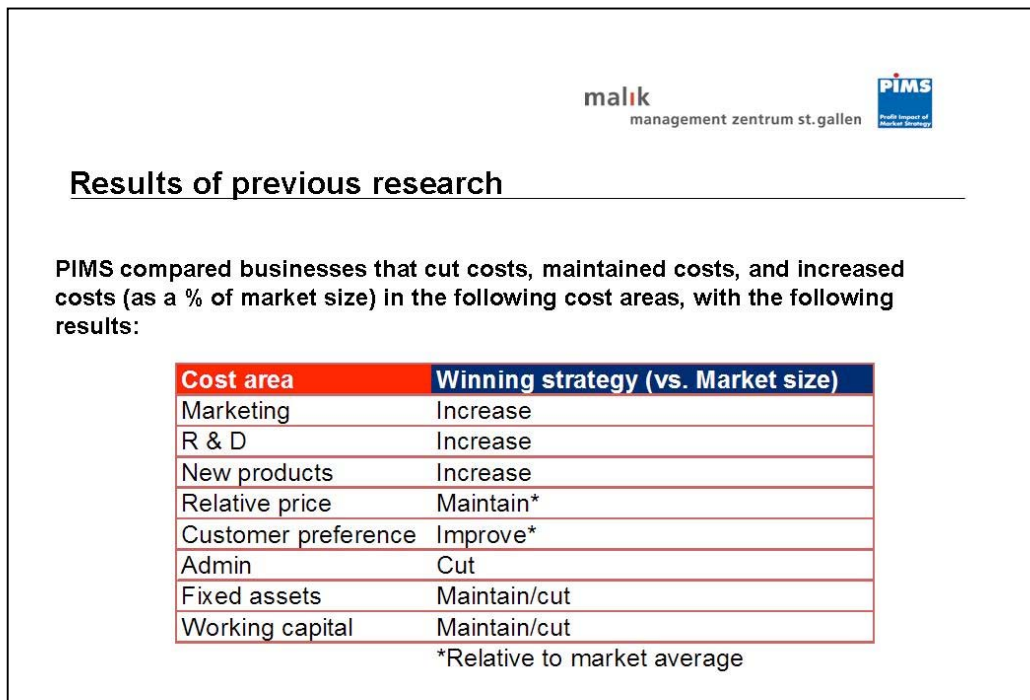 malik
management zentrum st.gallen
PIMS
Profit Impact of
Market Strategy
Results of previous research
PIMS compared businesses that cut costs, maintained costs, and increased
costs (as a % of market size) in the following cost areas, with the following
results:
Cost area Winning strategy (vs. Market size)
Marketing Increase
R & D Increase
New products Increase
Relative price Maintain*
Customer preference Improve*
Admin Cut
Fixed assets Maintain/cut
Working capital Maintain/cut
*Relative to market average